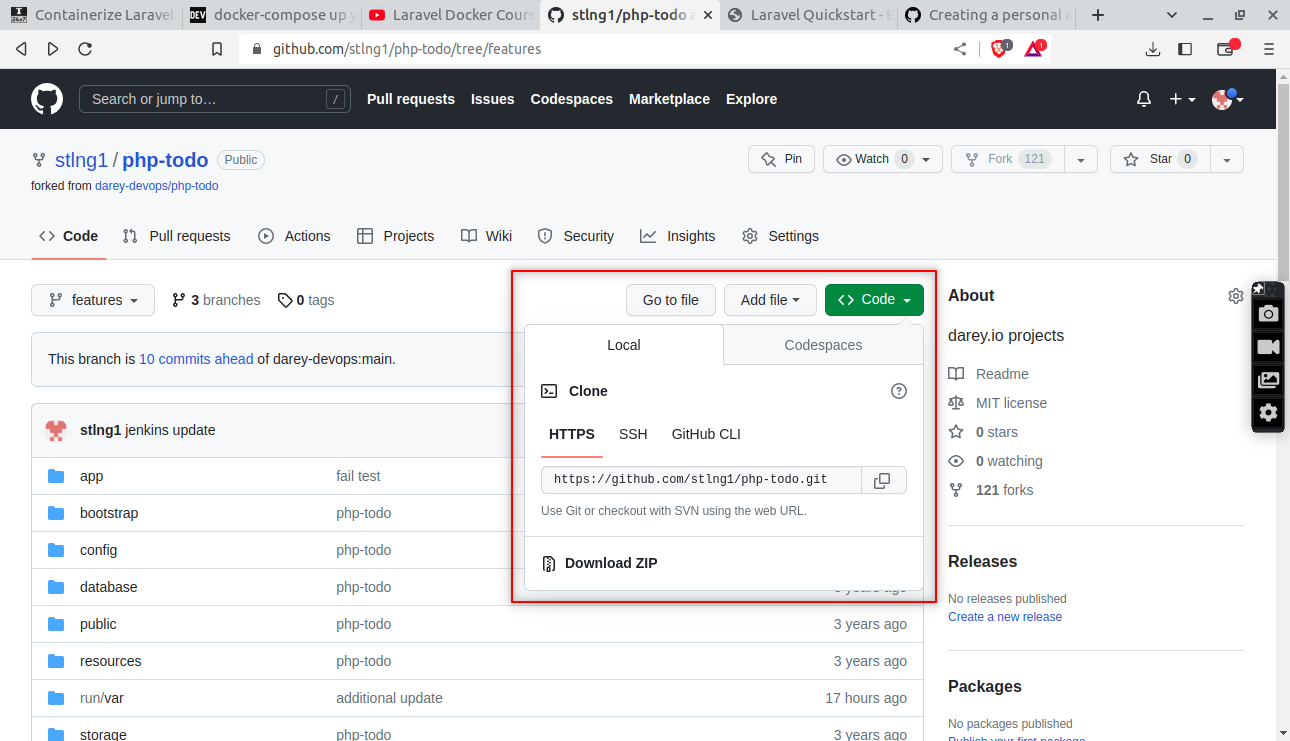 Containerize Laravel
DEV docker-compose up y
Laravel Docker Cours
stlng1/php-todo a
Laravel Quickstart - E
Creating a personal a
github.com/stlng1/php-todo/tree/features
1
1
Search or jump to…
/
Pull requests
Issues
Codespaces
Marketplace
Explore
stlng1 / php-todo
Public
Pin
Watch 0
Fork 121
Star 0
forked from darey-devops/php-todo
Code
Pull requests
Actions
Projects
Wiki
Security
Insights
Settings
features
3 branches
0 tags
Go to file
Add file
Code
This branch is 10 commits ahead of darey-devops:main.
stlng1 jenkins update
app fail test
bootstrap php-todo
config php-todo
database php-todo
public php-todo 3 years ago
resources php-todo 3 years ago
run/var additional update 17 hours ago
storage php-todo 3 years ago
Local
Codespaces
Clone
HTTPS
SSH
GitHub CLI
https://github.com/stlng1/php-todo.git
Use Git or checkout with SVN using the web URL.
Download ZIP
About
darey.io projects
Readme
MIT license
0 stars
0 watching
121 forks
Releases
No releases published
Create a new release
Packages
No packages published
Publish your first package